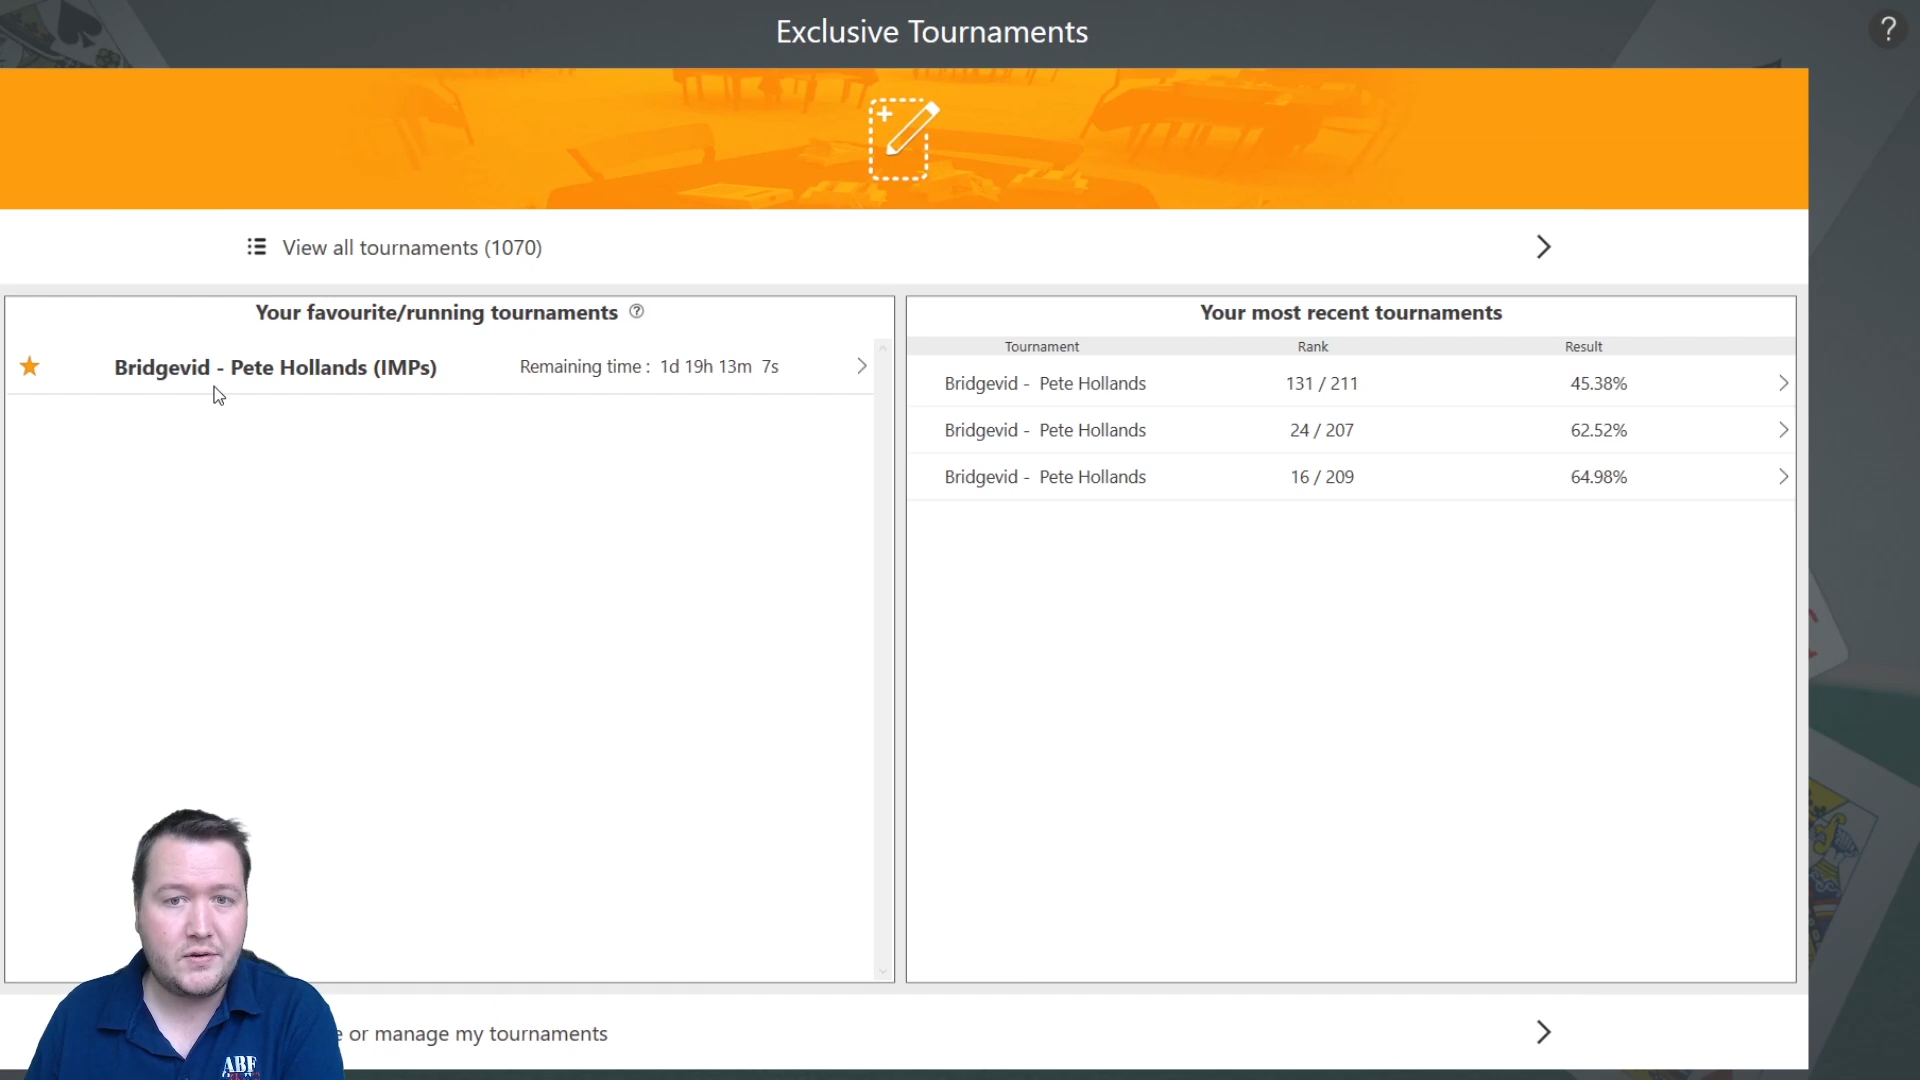 Exclusive Tournaments
?
View all tournaments (1070)
Your favourite/running tournaments ?
Bridgevid - Pete Hollands (IMPs) Remaining time : 1d 19h 13m 7s
Your most recent tournaments
Tournament Rank Result
Bridgevid - Pete Hollands 131 / 211 45.38%
Bridgevid - Pete Hollands 24 / 207 62.52%
Bridgevid - Pete Hollands 16 / 209 64.98%
or manage my tournaments
ABF